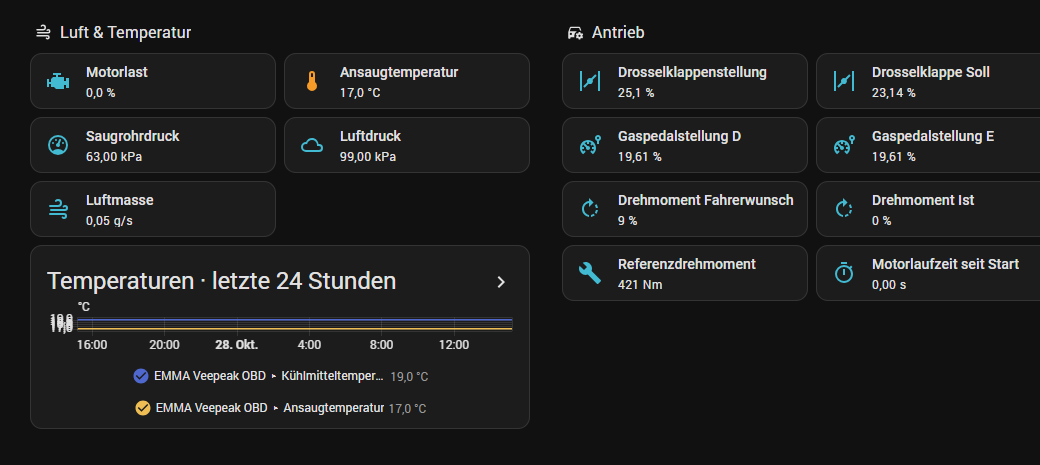 Luft & Temperatur
Motorlast
0,0 %
Ansaugtemperatur
17,0 °C
Saugrohrdruck
63,00 kPa
Luftdruck
99,00 kPa
Luftmasse
0,05 g/s
Temperaturen · letzte 24 Stunden
°C
17,0
16:00 20:00 28. Okt. 4:00 8:00 12:00
EMMA Veepeak OBD ▸ Kühlmitteltemper... 19,0 °C
EMMA Veepeak OBD ▸ Ansaugtemperatur 17,0 °C
Antrieb
Drosselklappenstellung
25,1 %
Drosselklappe Soll
23,14 %
Gaspedalstellung D
19,61 %
Gaspedalstellung E
19,61 %
Drehmoment Fahrerwunsch
9 %
Drehmoment Ist
0 %
Referenzdrehmoment
421 Nm
Motorlaufzeit seit Start
0,00 s